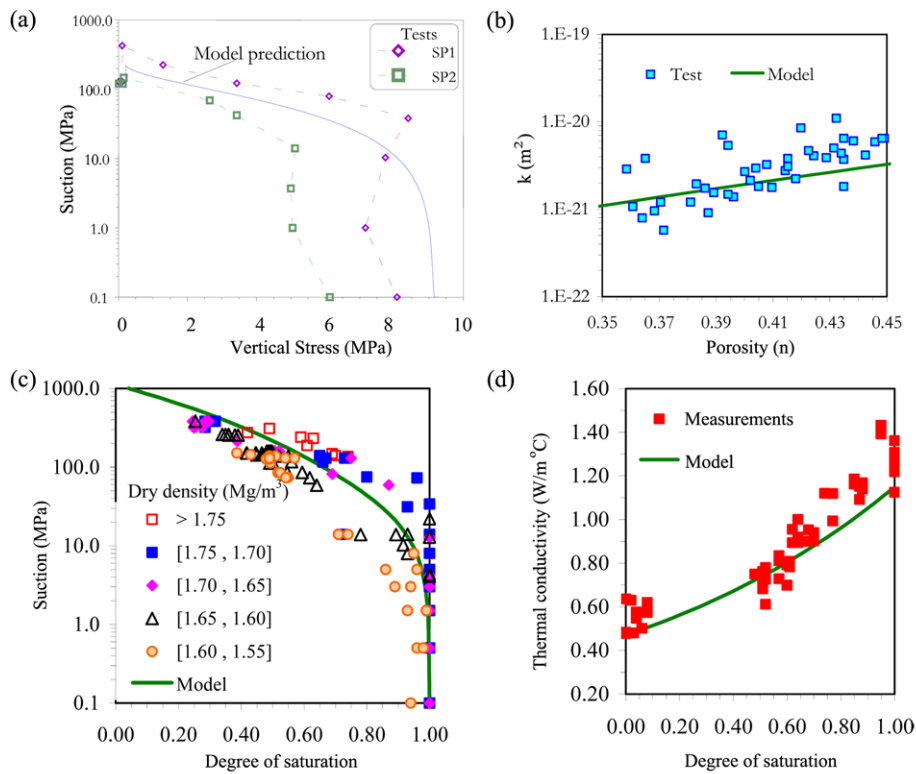 (a)
1000.0
100.0
10.0
1.0
0.1
Suction (MPa)
Model prediction
Tests
SP1
SP2
0 2 4 6 8 10
Vertical Stress (MPa)
(b)
1.E-19
1.E-20
1.E-21
1.E-22
k (m²)
Test Model
0.35 0.37 0.39 0.41 0.43 0.45
Porosity (n)
(c)
1000.0
100.0
10.0
1.0
0.1
Suction (MPa)
Dry density (Mg/m³)
> 1.75
[1.75 , 1.70]
[1.70 , 1.65]
[1.65 , 1.60]
[1.60 , 1.55]
Model
0.00 0.20 0.40 0.60 0.80 1.00
Degree of saturation
(d)
1.60
1.40
1.20
1.00
0.80
0.60
0.40
0.20
Thermal conductivity (W/m °C)
Measurements
Model
0.00 0.20 0.40 0.60 0.80 1.00
Degree of saturation